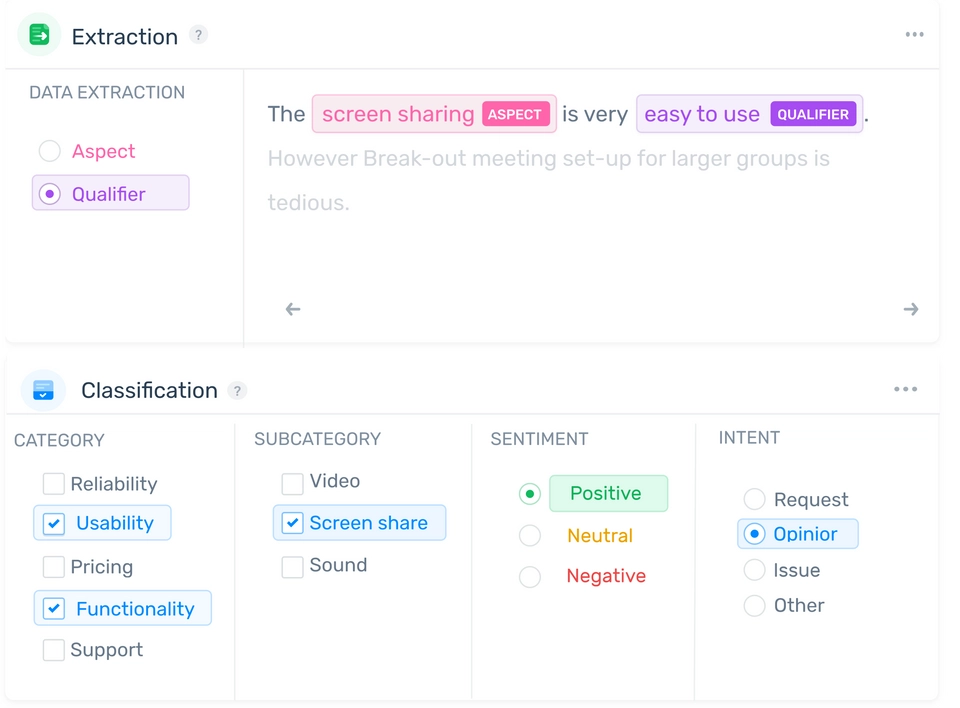 Extraction ?
DATA EXTRACTION
Aspect
Qualifier
The screen sharing ASPECT is very easy to use QUALIFIER .
However Break-out meeting set-up for larger groups is
tedious.
Classification ?
CATEGORY
Reliability
Usability
Pricing
Functionality
Support
SUBCATEGORY
Video
Screen share
Sound
SENTIMENT
Positive
Neutral
Negative
INTENT
Request
Opinior
Issue
Other